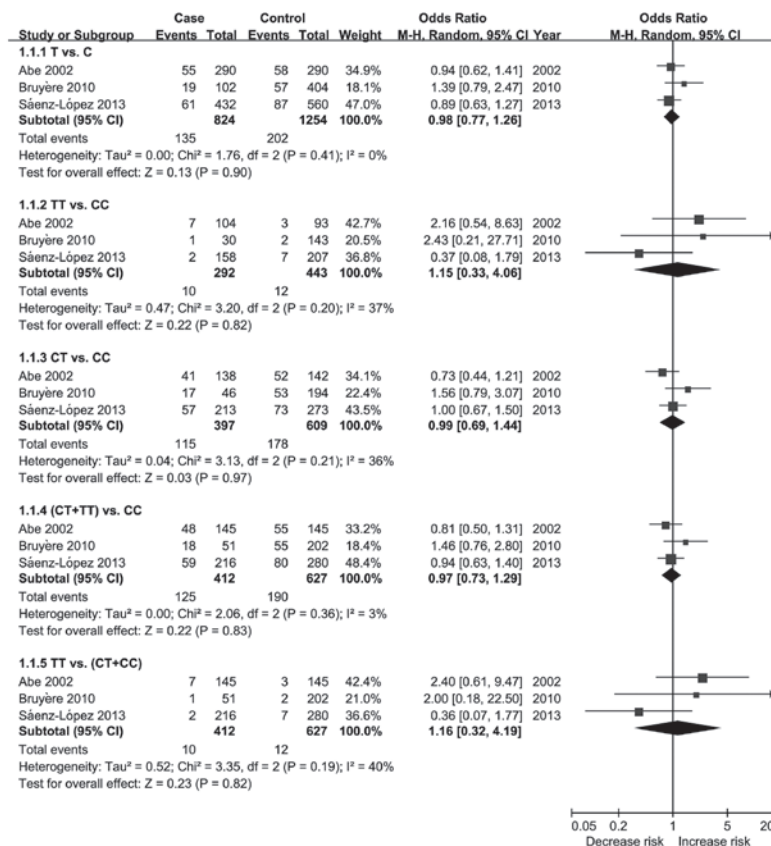 Case Control Odds Ratio Odds Ratio
Study or Subgroup Events Total Events Total Weight M-H, Random, 95% CI Year M-H, Random, 95% CI
1.1.1 T vs. C
Abe 2002 55 290 58 290 34.9% 0.94 [0.62, 1.41] 2002
Bruyère 2010 19 102 57 404 18.1% 1.39 [0.79, 2.47] 2010
Sáenz-López 2013 61 432 87 560 47.0% 0.89 [0.63, 1.27] 2013
Subtotal (95% CI) 824 1254 100.0% 0.98 [0.77, 1.26]
Total events 135 202
Heterogeneity: Tau² = 0.00; Chi² = 1.76, df = 2 (P = 0.41); I² = 0%
Test for overall effect: Z = 0.13 (P = 0.90)
1.1.2 TT vs. CC
Abe 2002 7 104 3 93 42.7% 2.16 [0.54, 8.63] 2002
Bruyère 2010 1 30 2 143 20.5% 2.43 [0.21, 27.71] 2010
Sáenz-López 2013 2 158 7 207 36.8% 0.37 [0.08, 1.79] 2013
Subtotal (95% CI) 292 443 100.0% 1.15 [0.33, 4.06]
Total events 10 12
Heterogeneity: Tau² = 0.47; Chi² = 3.20, df = 2 (P = 0.20); I² = 37%
Test for overall effect: Z = 0.22 (P = 0.82)
1.1.3 CT vs. CC
Abe 2002 41 138 52 142 34.1% 0.73 [0.44, 1.21] 2002
Bruyère 2010 17 46 53 194 22.4% 1.56 [0.79, 3.07] 2010
Sáenz-López 2013 57 213 73 273 43.5% 1.00 [0.67, 1.50] 2013
Subtotal (95% CI) 397 609 100.0% 0.99 [0.69, 1.44]
Total events 115 178
Heterogeneity: Tau² = 0.04; Chi² = 3.13, df = 2 (P = 0.21); I² = 36%
Test for overall effect: Z = 0.03 (P = 0.97)
1.1.4 (CT+TT) vs. CC
Abe 2002 48 145 55 145 33.2% 0.81 [0.50, 1.31] 2002
Bruyère 2010 18 51 55 202 18.4% 1.46 [0.76, 2.80] 2010
Sáenz-López 2013 59 216 80 280 48.4% 0.94 [0.63, 1.40] 2013
Subtotal (95% CI) 412 627 100.0% 0.97 [0.73, 1.29]
Total events 125 190
Heterogeneity: Tau² = 0.00; Chi² = 2.06, df = 2 (P = 0.36); I² = 3%
Test for overall effect: Z = 0.22 (P = 0.83)
1.1.5 TT vs. (CT+CC)
Abe 2002 7 145 3 145 42.4% 2.40 [0.61, 9.47] 2002
Bruyère 2010 1 51 2 202 21.0% 2.00 [0.18, 22.50] 2010
Sáenz-López 2013 2 216 7 280 36.6% 0.36 [0.07, 1.77] 2013
Subtotal (95% CI) 412 627 100.0% 1.16 [0.32, 4.19]
Total events 10 12
Heterogeneity: Tau² = 0.52; Chi² = 3.35, df = 2 (P = 0.19); I² = 40%
Test for overall effect: Z = 0.23 (P = 0.82)
0.05 0.2 1 5 20
Decrease risk Increase risk